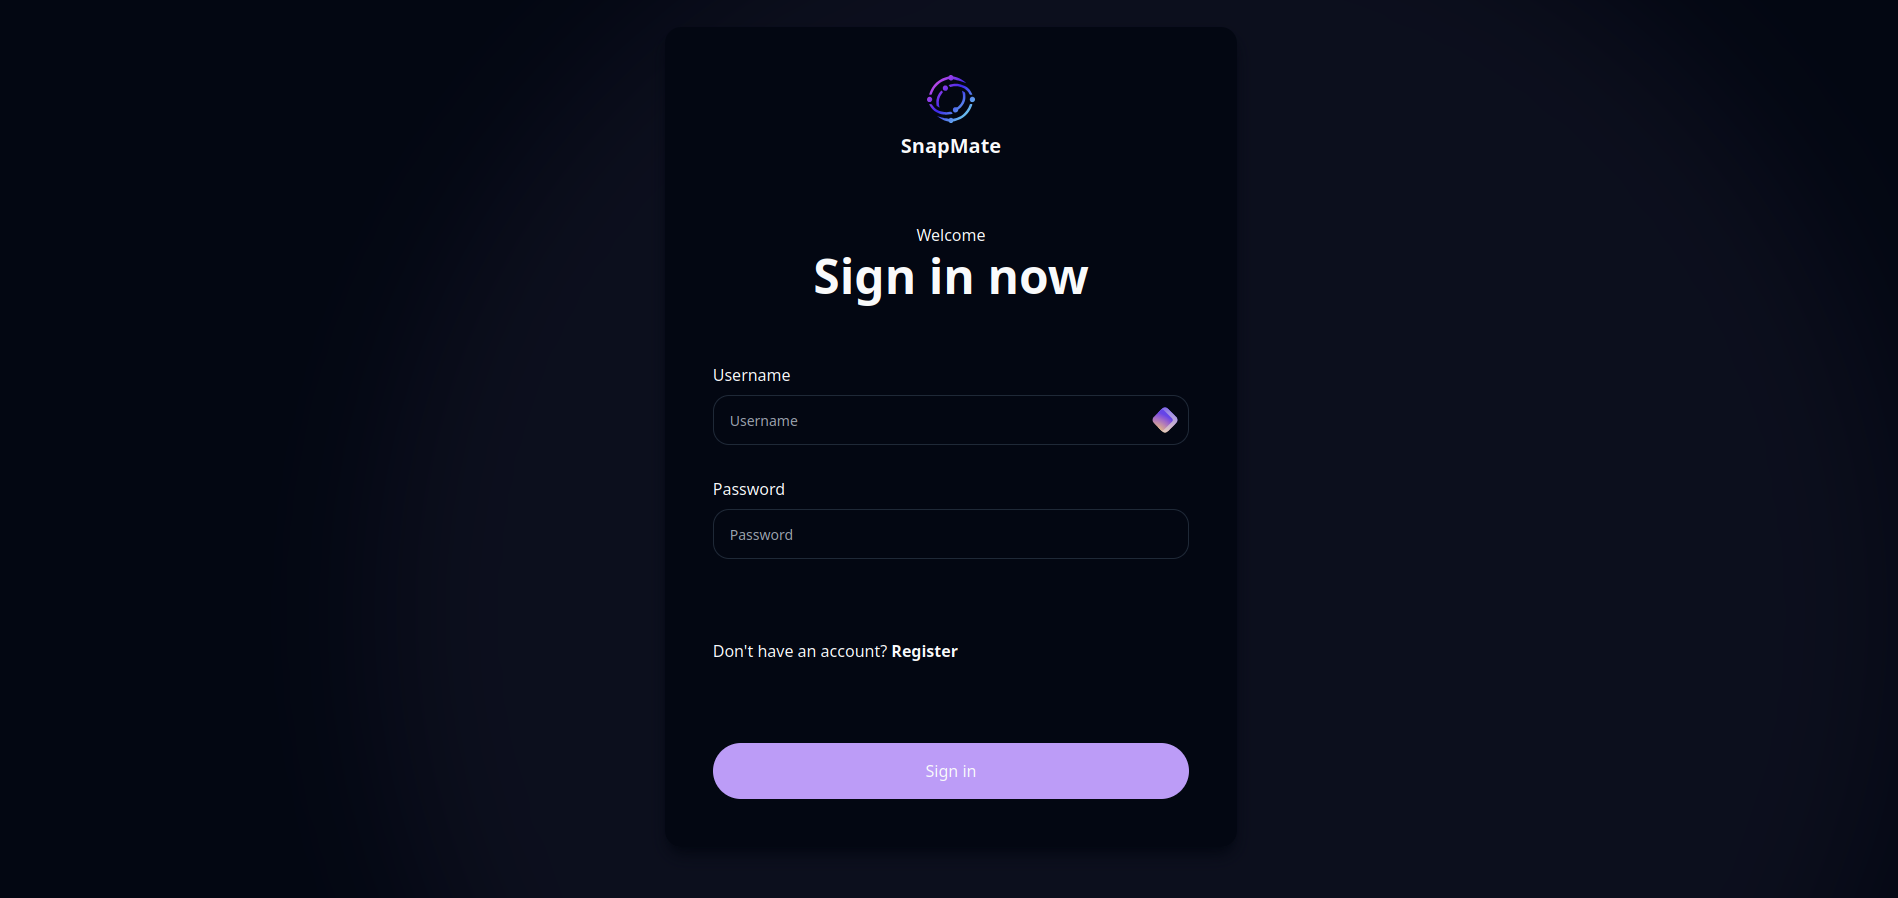 SnapMate
Welcome
Sign in now
Username
Username
Password
Password
Don't have an account? Register
Sign in